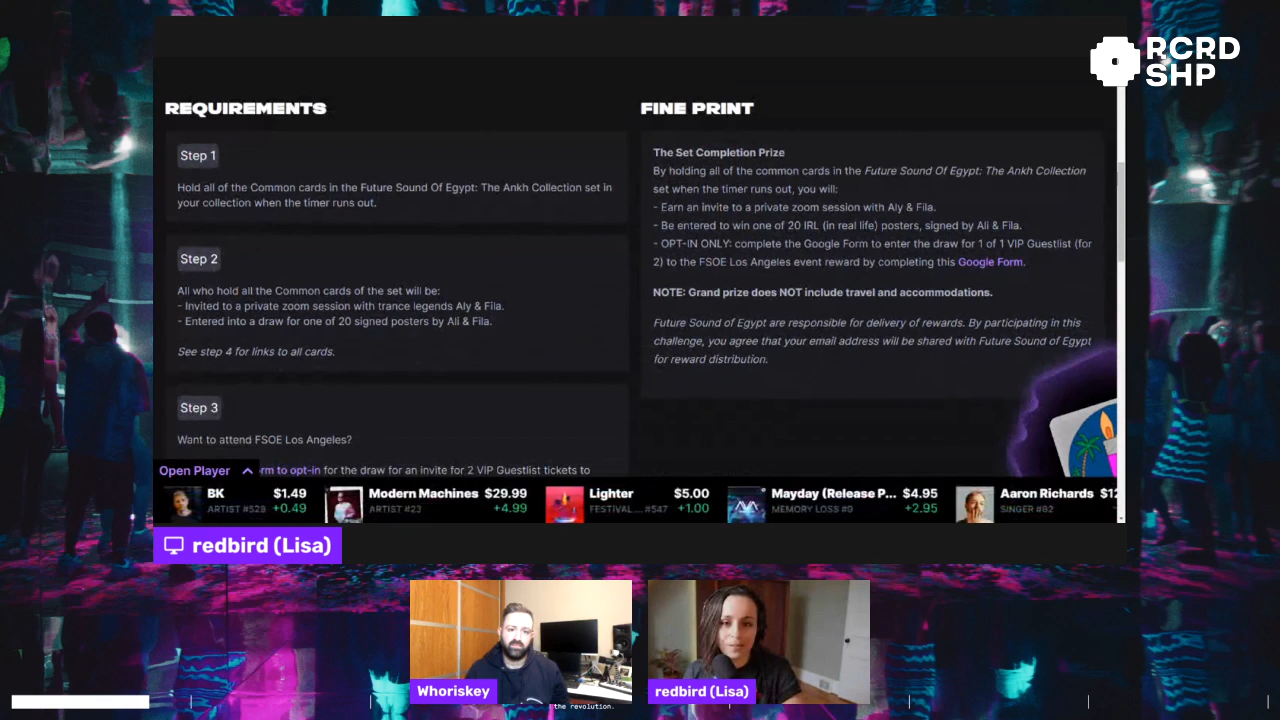 RCRD
SHP
REQUIREMENTS
Step 1
Hold all of the Common cards in the Future Sound Of Egypt: The Ankh Collection set in
your collection when the timer runs out.
Step 2
All who hold all the Common cards of the set will be:
- Invited to a private zoom session with trance legends Aly & Fila.
- Entered into a draw for one of 20 signed posters by Ali & Fila.
See step 4 for links to all cards.
Step 3
Want to attend FSOE Los Angeles?
rm to opt-in for the draw for an invite for 2 VIP Guestlist tickets to
FINE PRINT
The Set Completion Prize
By holding all of the common cards in the Future Sound Of Egypt: The Ankh Collection
set when the timer runs out, you will:
- Earn an invite to a private zoom session with Aly & Fila.
- Be entered to win one of 20 IRL (in real life) posters, signed by Ali & Fila.
- OPT-IN ONLY: complete the Google Form to enter the draw for 1 of 1 VIP Guestlist (for
2) to the FSOE Los Angeles event reward by completing this Google Form.
NOTE: Grand prize does NOT include travel and accommodations.
Future Sound of Egypt are responsible for delivery of rewards. By participating in this
challenge, you agree that your email address will be shared with Future Sound of Egypt
for reward distribution.
Open Player
BK $1.49
ARTIST #529 +0.49
Modern Machines $29.99
ARTIST #23 +4.99
Lighter $5.00
FESTIVAL... #547 +1.00
Mayday (Release P... $4.95
MEMORY LOSS #9 +2.95
Aaron Richards $12
SINGER #62
redbird (Lisa)
Whoriskey
redbird (Lisa)
the revolution.